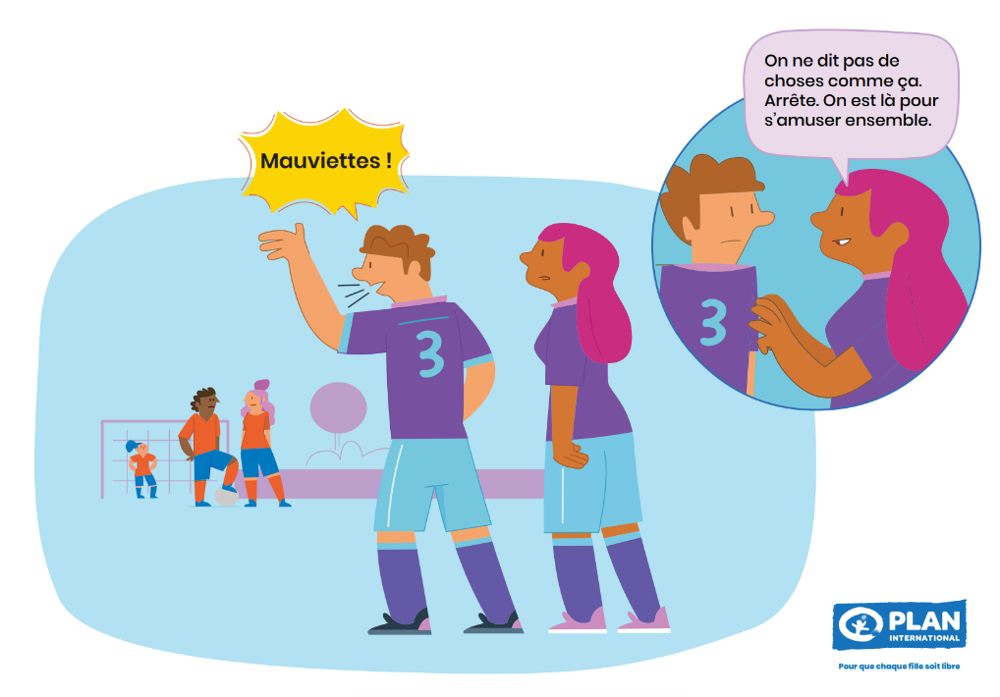 On ne dit pas de
choses comme ça.
Arrête. On est là pour
s'amuser ensemble.
Mauviettes !
3
3
PLAN
INTERNATIONAL
Pour que chaque fille soit libre